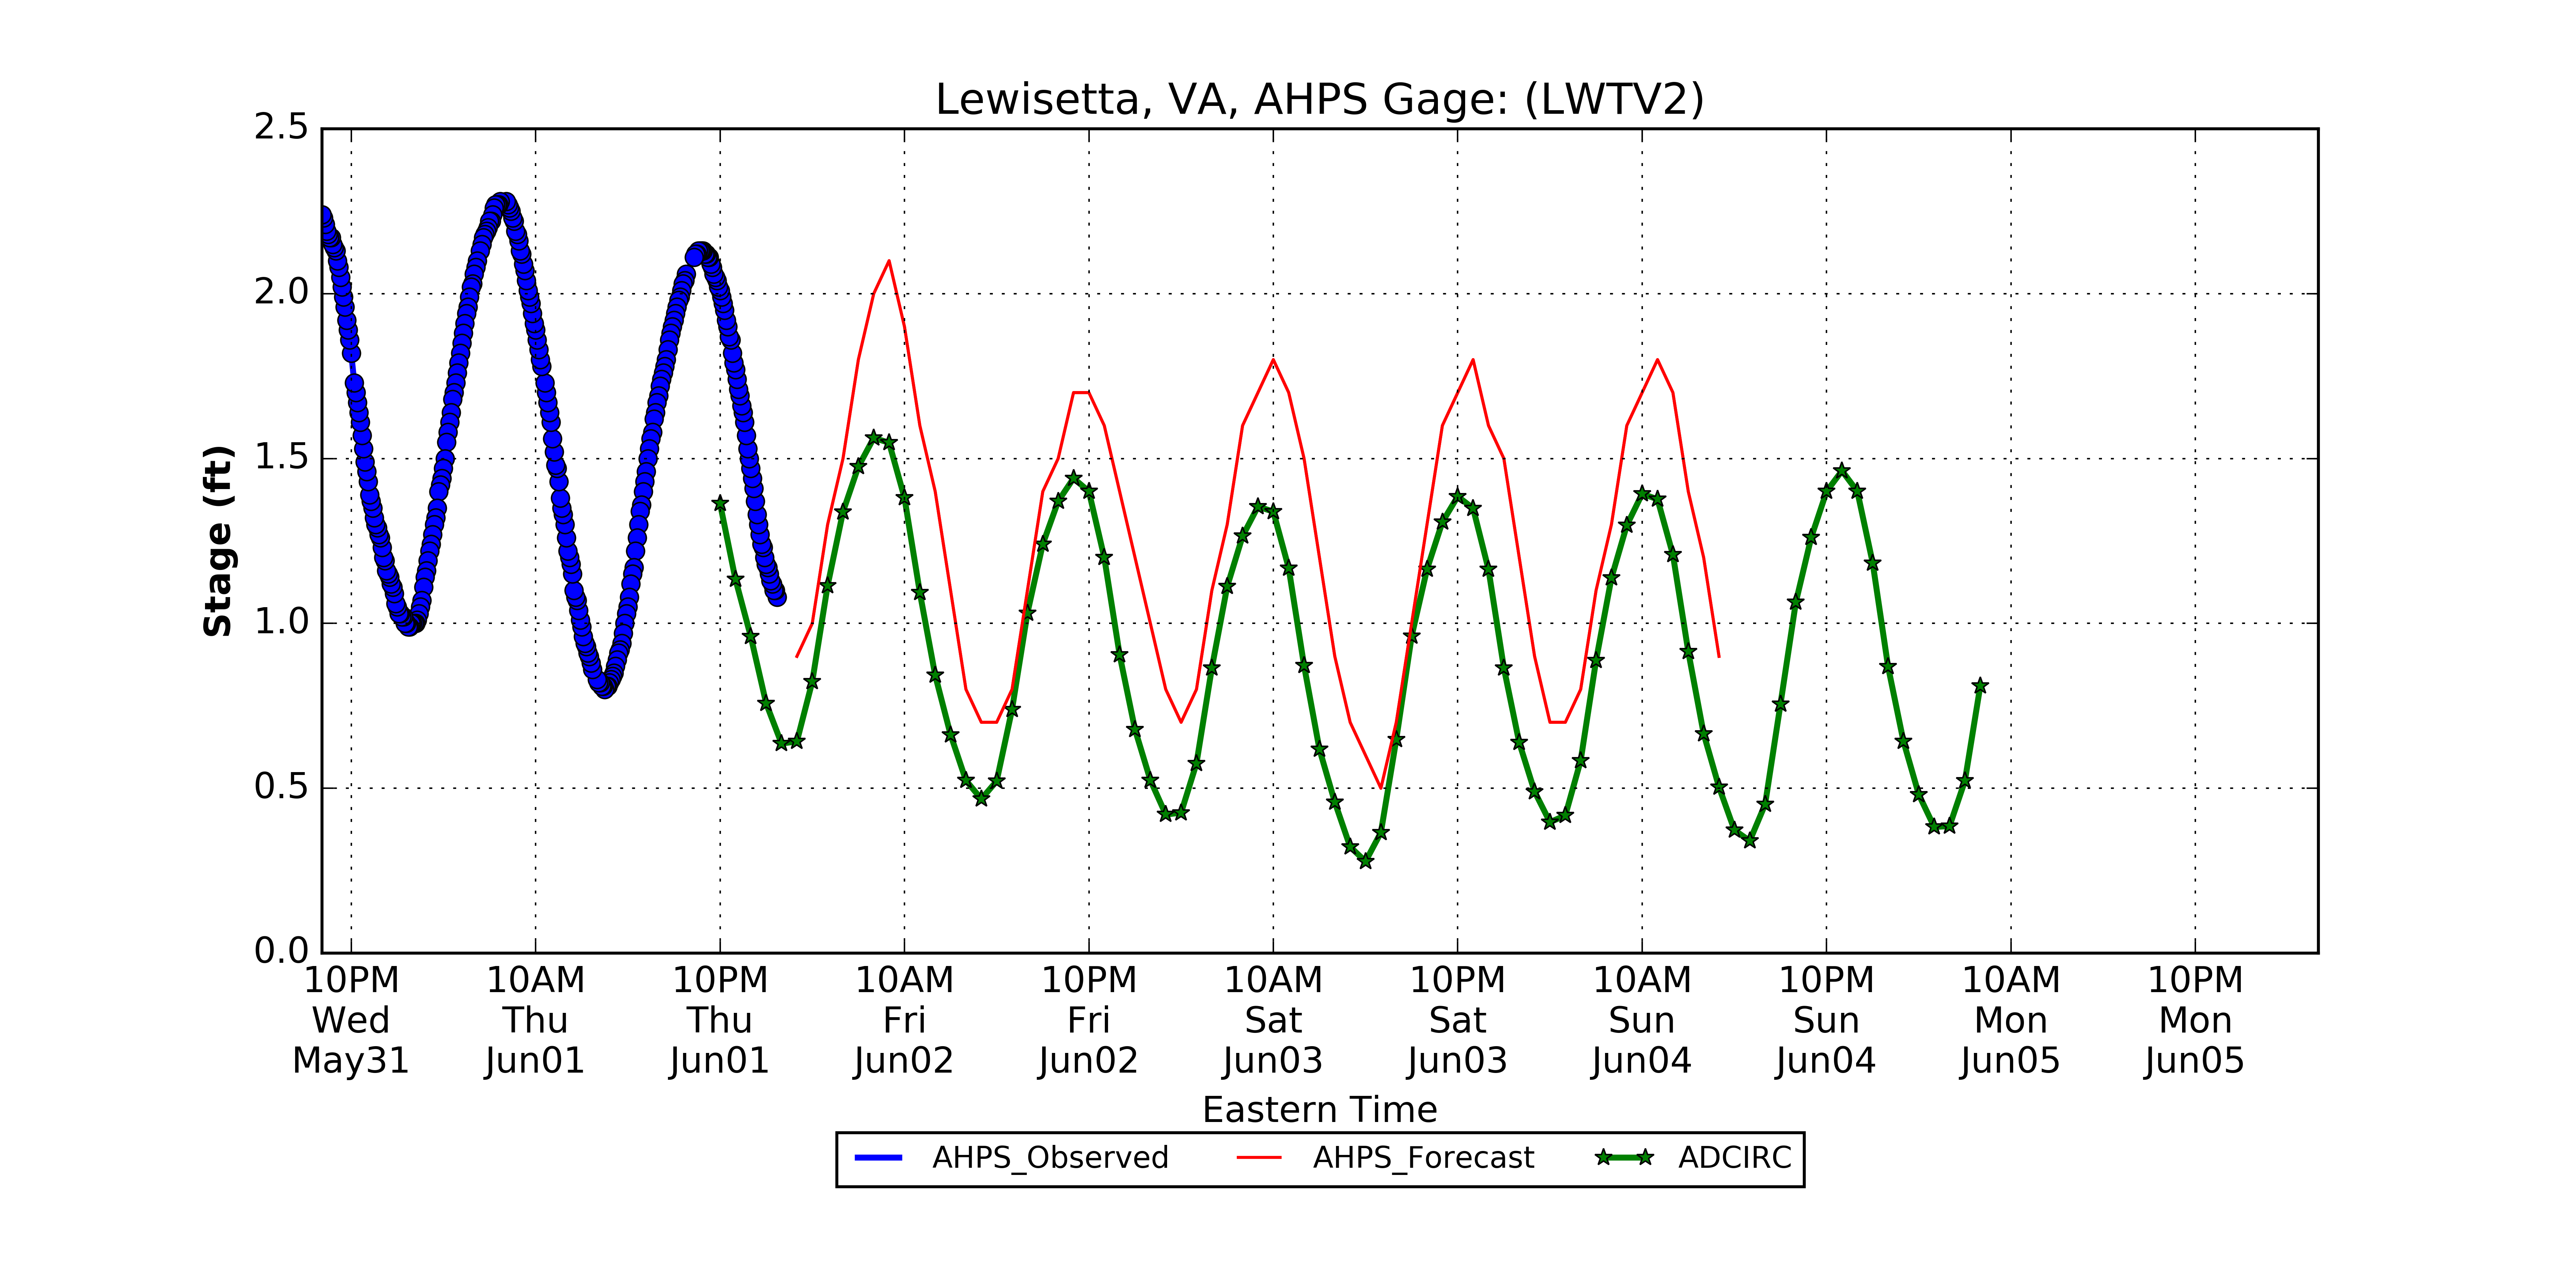 Lewisetta, VA, AHPS Gage: (LWTV2)
2.5
2.0
1.5
1.0
0.5
0.0
Stage (ft)
10PM 10AM 10PM 10AM 10PM 10AM 10PM 10AM 10PM 10AM 10PM
Wed Thu Thu Fri Fri Sat Sat Sun Sun Mon Mon
May31 Jun01 Jun01 Jun02 Jun02 Jun03 Jun03 Jun04 Jun04 Jun05 Jun05
Eastern Time
AHPS_Observed AHPS_Forecast ADCIRC